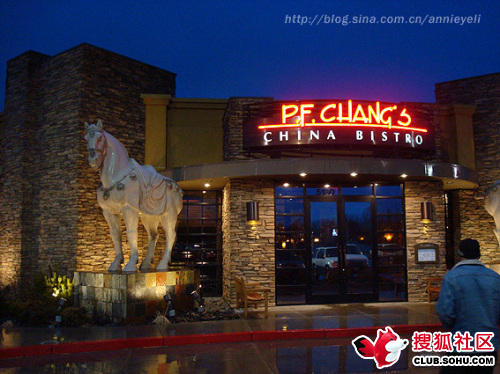 http://blog.sina.com.cn/annieyeli
P.F. CHANG'S
CHINA BISTRO
搜狐社区
CLUB.SOHU.COM